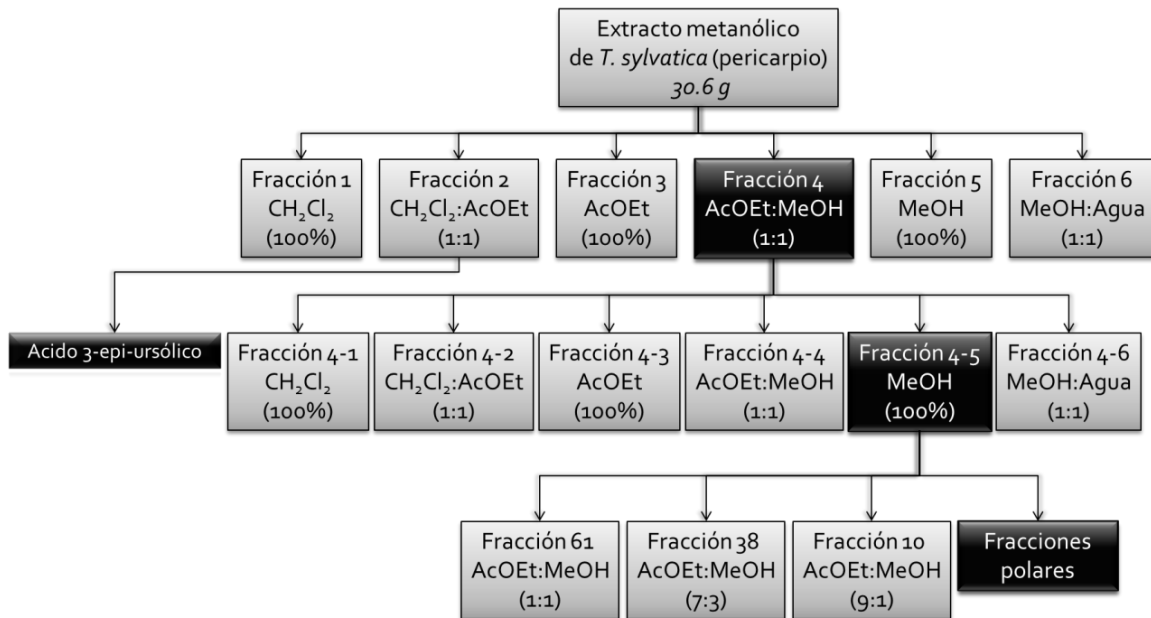 Extracto metanólico
de T. sylvatica (pericarpio)
30.6 g
Fracción 1
CH₂Cl₂
(100%)
Fracción 2
CH₂Cl₂:AcOEt
(1:1)
Fracción 3
AcOEt
(100%)
Fracción 4
AcOEt:MeOH
(1:1)
Fracción 5
MeOH
(100%)
Fracción 6
MeOH:Agua
(1:1)
Acido 3-epi-ursólico
Fracción 4-1
CH₂Cl₂
(100%)
Fracción 4-2
CH₂Cl₂:AcOEt
(1:1)
Fracción 4-3
AcOEt
(100%)
Fracción 4-4
AcOEt:MeOH
(1:1)
Fracción 4-5
MeOH
(100%)
Fracción 4-6
MeOH:Agua
(1:1)
Fracción 61
AcOEt:MeOH
(1:1)
Fracción 38
AcOEt:MeOH
(7:3)
Fracción 10
AcOEt:MeOH
(9:1)
Fracciones
polares